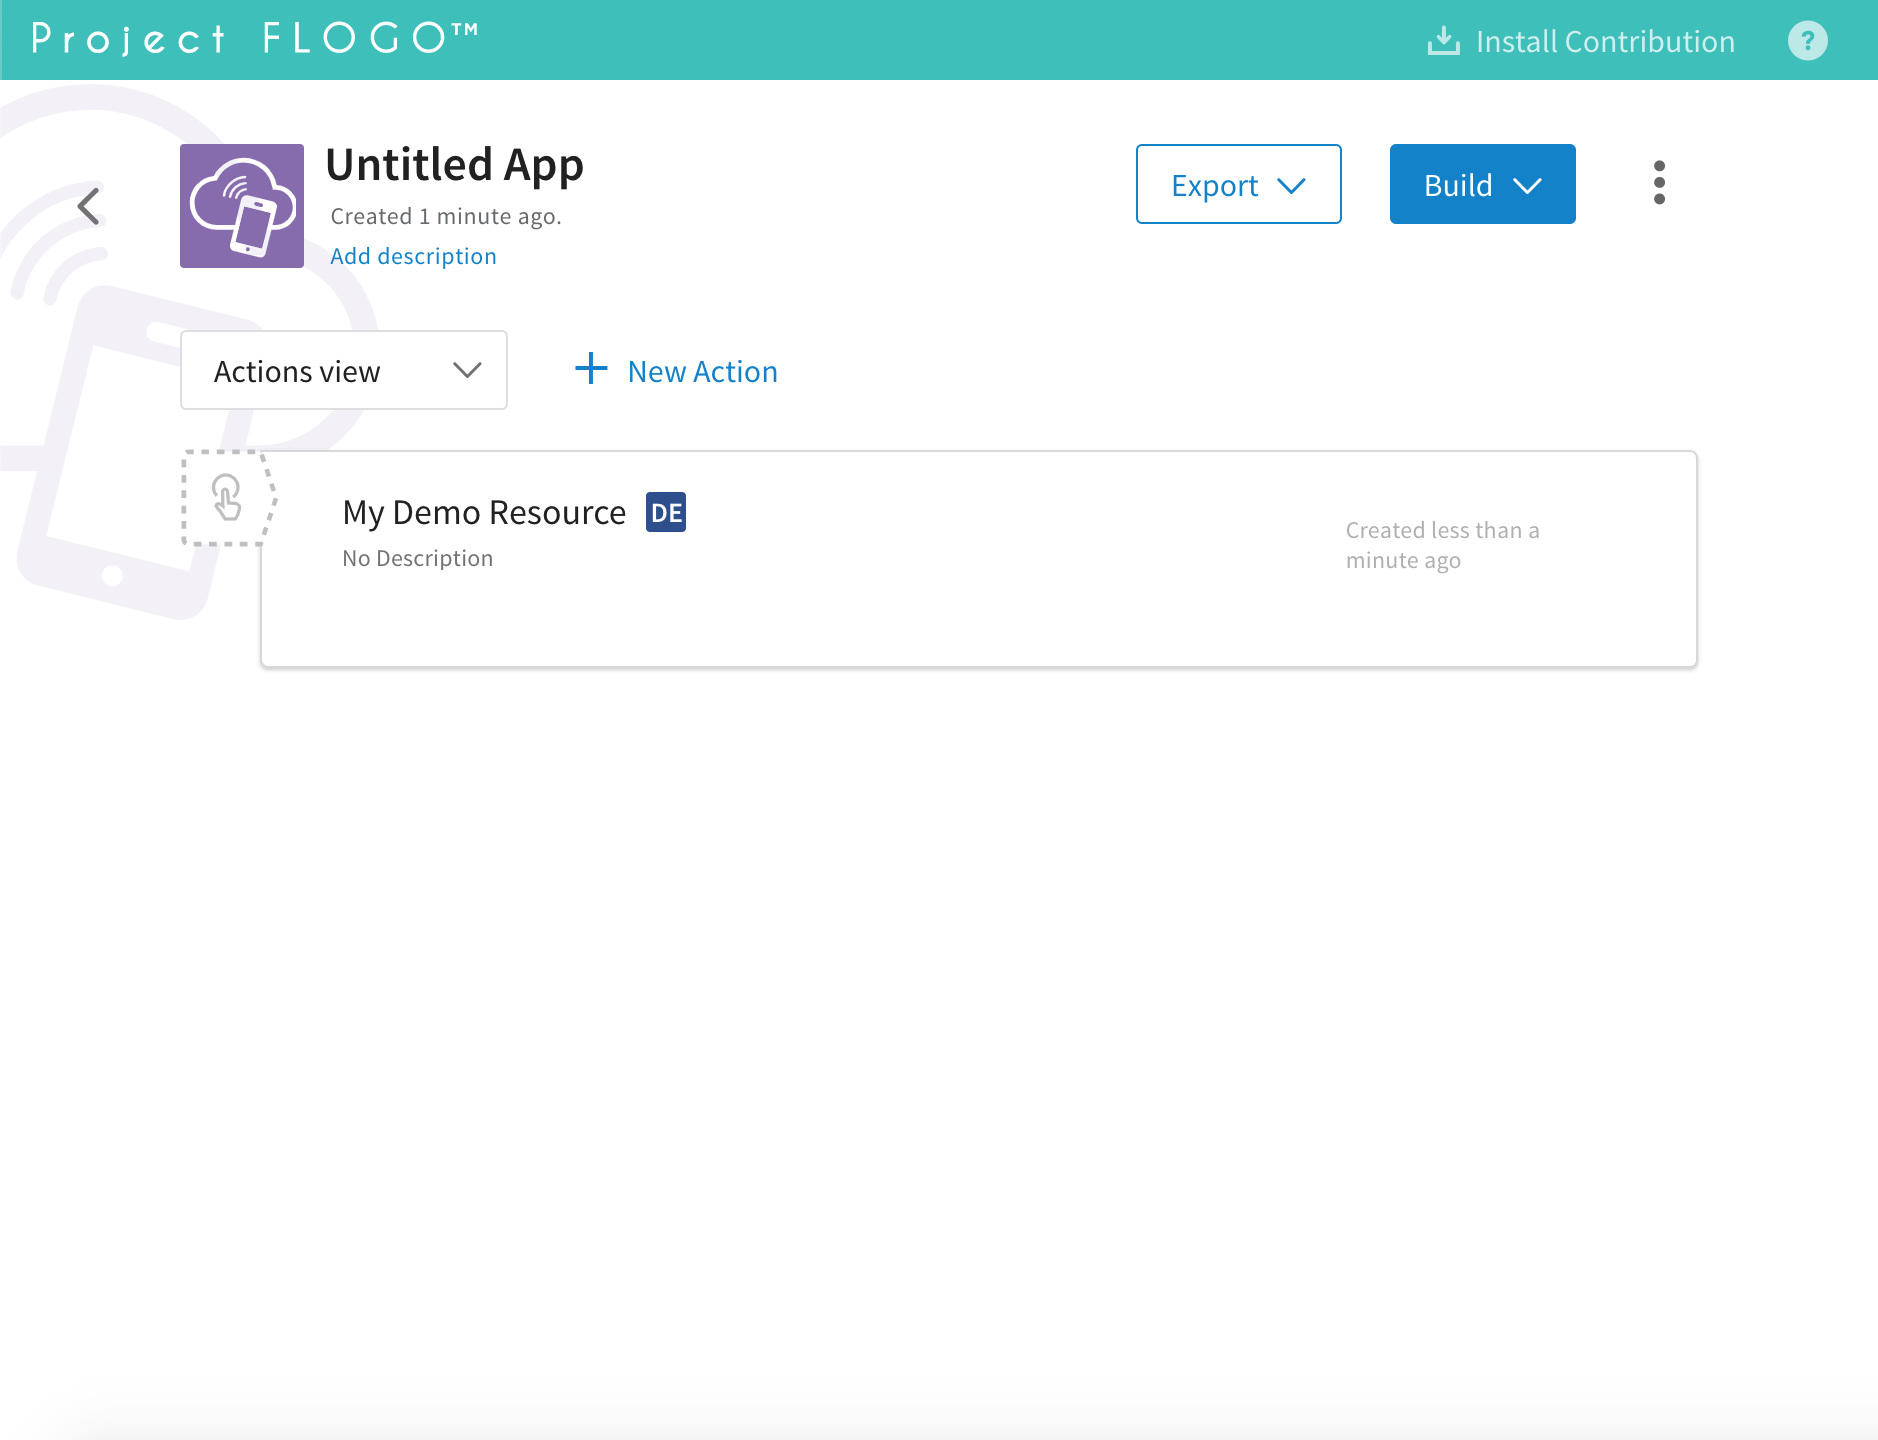 Project FLOGO™
Install Contribution
?
Untitled App
Created 1 minute ago.
Add description
Export
Build
Actions view
New Action
My Demo Resource DE
No Description
Created less than a
minute ago